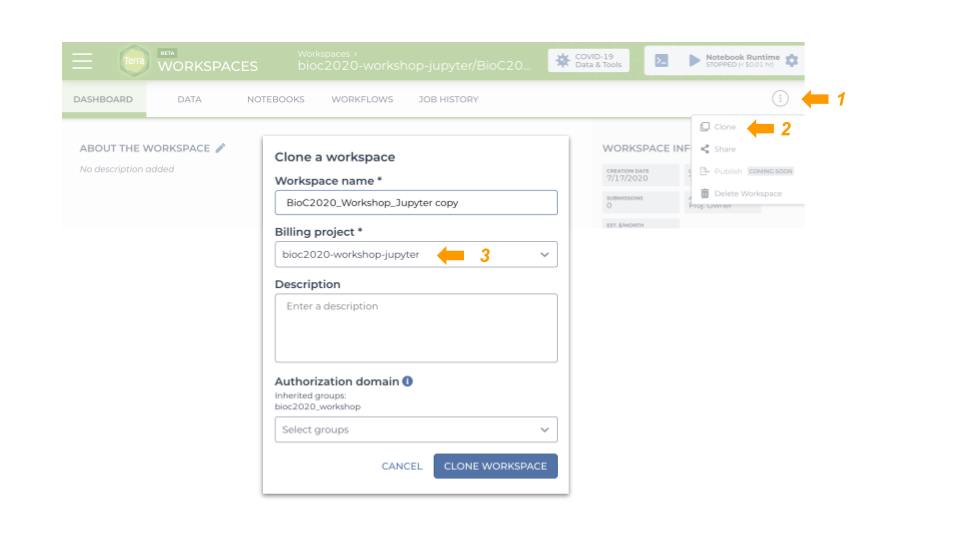 Terra
BETA
WORKSPACES
Workspaces ›
bioc2020-workshop-jupyter/BioC20...
COVID-19
Data & Tools
Notebook Runtime
STOPPED (< $0.01 hr)
DASHBOARD
DATA
NOTEBOOKS
WORKFLOWS
JOB HISTORY
1
Clone
2
Share
Publish COMING SOON
Delete Workspace
ABOUT THE WORKSPACE
No description added
WORKSPACE INF
CREATION DATE
7/17/2020
SUBMISSIONS
0
Proj. Owner
EST. $/MONTH
Clone a workspace
Workspace name *
BioC2020_Workshop_Jupyter copy
Billing project *
bioc2020-workshop-jupyter
3
Description
Enter a description
Authorization domain
Inherited groups:
bioc2020_workshop
Select groups
CANCEL
CLONE WORKSPACE